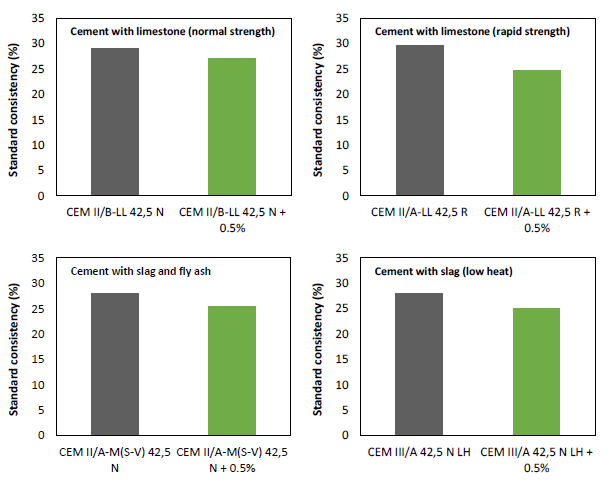 Cement with limestone (normal strength)
Standard consistency (%)
35
30
25
20
15
10
5
0
CEM II/B-LL 42,5 N
CEM II/B-LL 42,5 N +
0.5%
Cement with limestone (rapid strength)
Standard consistency (%)
35
30
25
20
15
10
5
0
CEM II/A-LL 42,5 R
CEM II/A-LL 42,5 R +
0.5%
Cement with slag and fly ash
Standard consistency (%)
35
30
25
20
15
10
5
0
CEM II/A-M(S-V) 42,5
N
CEM II/A-M(S-V) 42,5
N + 0.5%
Cement with slag (low heat)
Standard consistency (%)
35
30
25
20
15
10
5
0
CEM III/A 42,5 N LH
CEM III/A 42,5 N LH +
0.5%